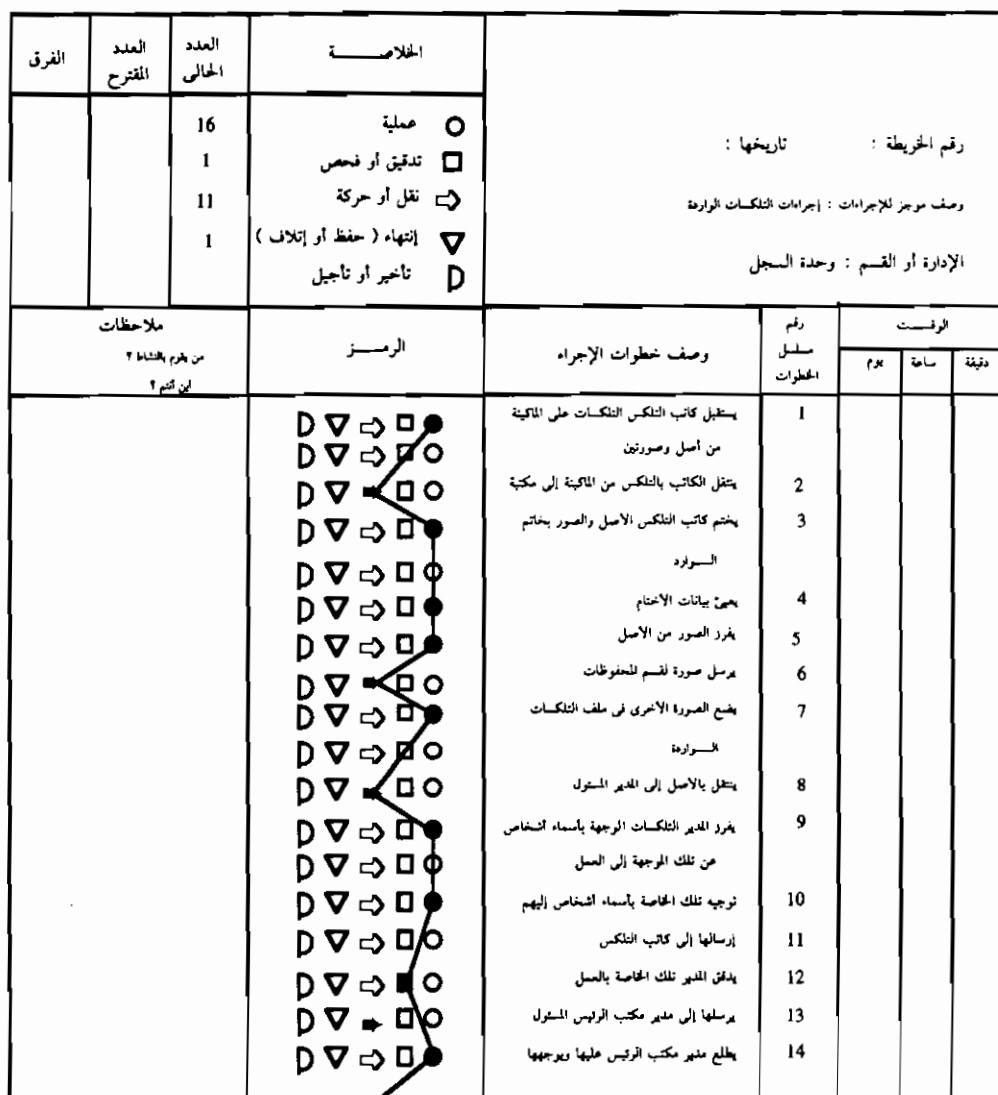 رقم الخريطة : تاريخها :
وصف موجز للإجراءات : إجراءات التلكسات الواردة
الإدارة أو القسم : وحدة السجل
الخلاصـة
العدد الحالى
العدد المقترح
الفرق
عملية 16
تدقيق أو فحص 1
نقل أو حركة 11
إنتهاء ( حفظ أو إتلاف ) 1
تأخير أو تأجيل
الوقـت
دقيقة ساعة يوم
رقم
مسلسل
الخطوات
وصف خطوات الإجراء
الرمـز
ملاحظات
من يقوم بالنشاط ؟
اين تتم ؟
1 يستقبل كاتب التلكس التلكسات على الماكينة
من أصل وصورتين
2 ينتقل الكاتب بالتلكس من الماكينة إلى مكتبة
3 يختم كاتب التلكس الأصل والصور بخاتم
الـوارد
4 يعبئ بيانات الأختام
5 يفرز الصور من الأصل
6 يرسل صورة لقسم المحفوظات
7 يضع الصورة الأخرى فى ملف التلكسات
الـواردة
8 ينتقل بالأصل إلى المدير المسئول
9 يفرز المدير التلكسات الموجهة بأسماء أشخاص
عن تلك الموجهة إلى العمل
10 توجيه تلك الخاصة بأسماء أشخاص إليهم
11 إرسالها إلى كاتب التلكس
12 يدقق المدير تلك الخاصة بالعمل
13 يرسلها إلى مدير مكتب الرئيس المسئول
14 يطلع مدير مكتب الرئيس عليها ويوجهها